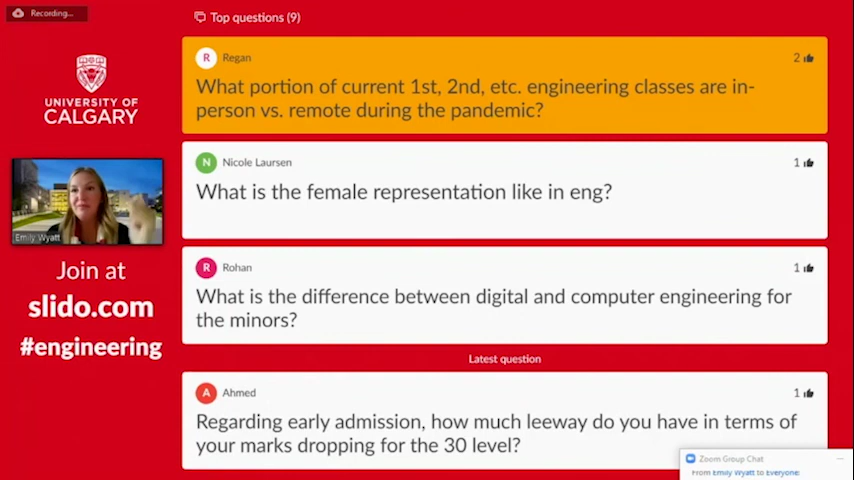 Recording...
Top questions (9)
UNIVERSITY OF
CALGARY
R Regan
2
What portion of current 1st, 2nd, etc. engineering classes are in-
person vs. remote during the pandemic?
N Nicole Laursen
1
What is the female representation like in eng?
Emily Wyatt
Join at
slido.com
#engineering
R Rohan
1
What is the difference between digital and computer engineering for
the minors?
Latest question
A Ahmed
1
Regarding early admission, how much leeway do you have in terms of
your marks dropping for the 30 level?
Zoom Group Chat
From Emily Wyatt to Everyone: